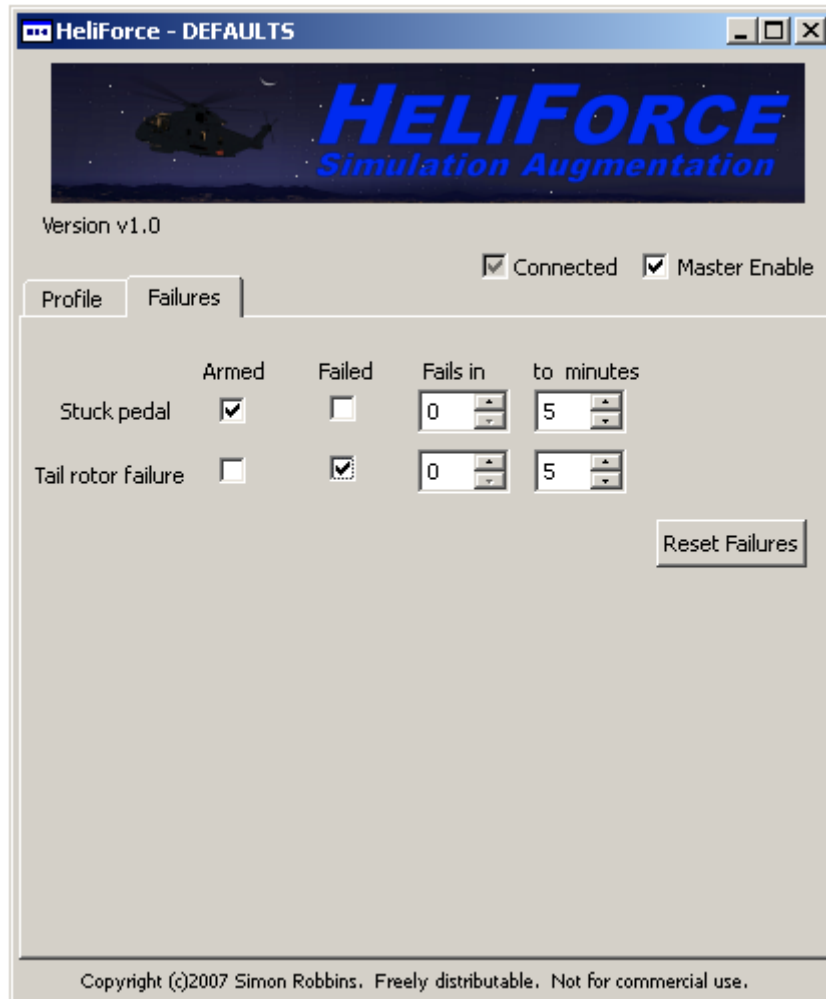 HeliForce - DEFAULTS
HELIFORCE
Simulation Augmentation
Version v1.0
Connected Master Enable
Profile Failures
Armed Failed Fails in to minutes
Stuck pedal 0 5
Tail rotor failure 0 5
Reset Failures
Copyright (c)2007 Simon Robbins. Freely distributable. Not for commercial use.